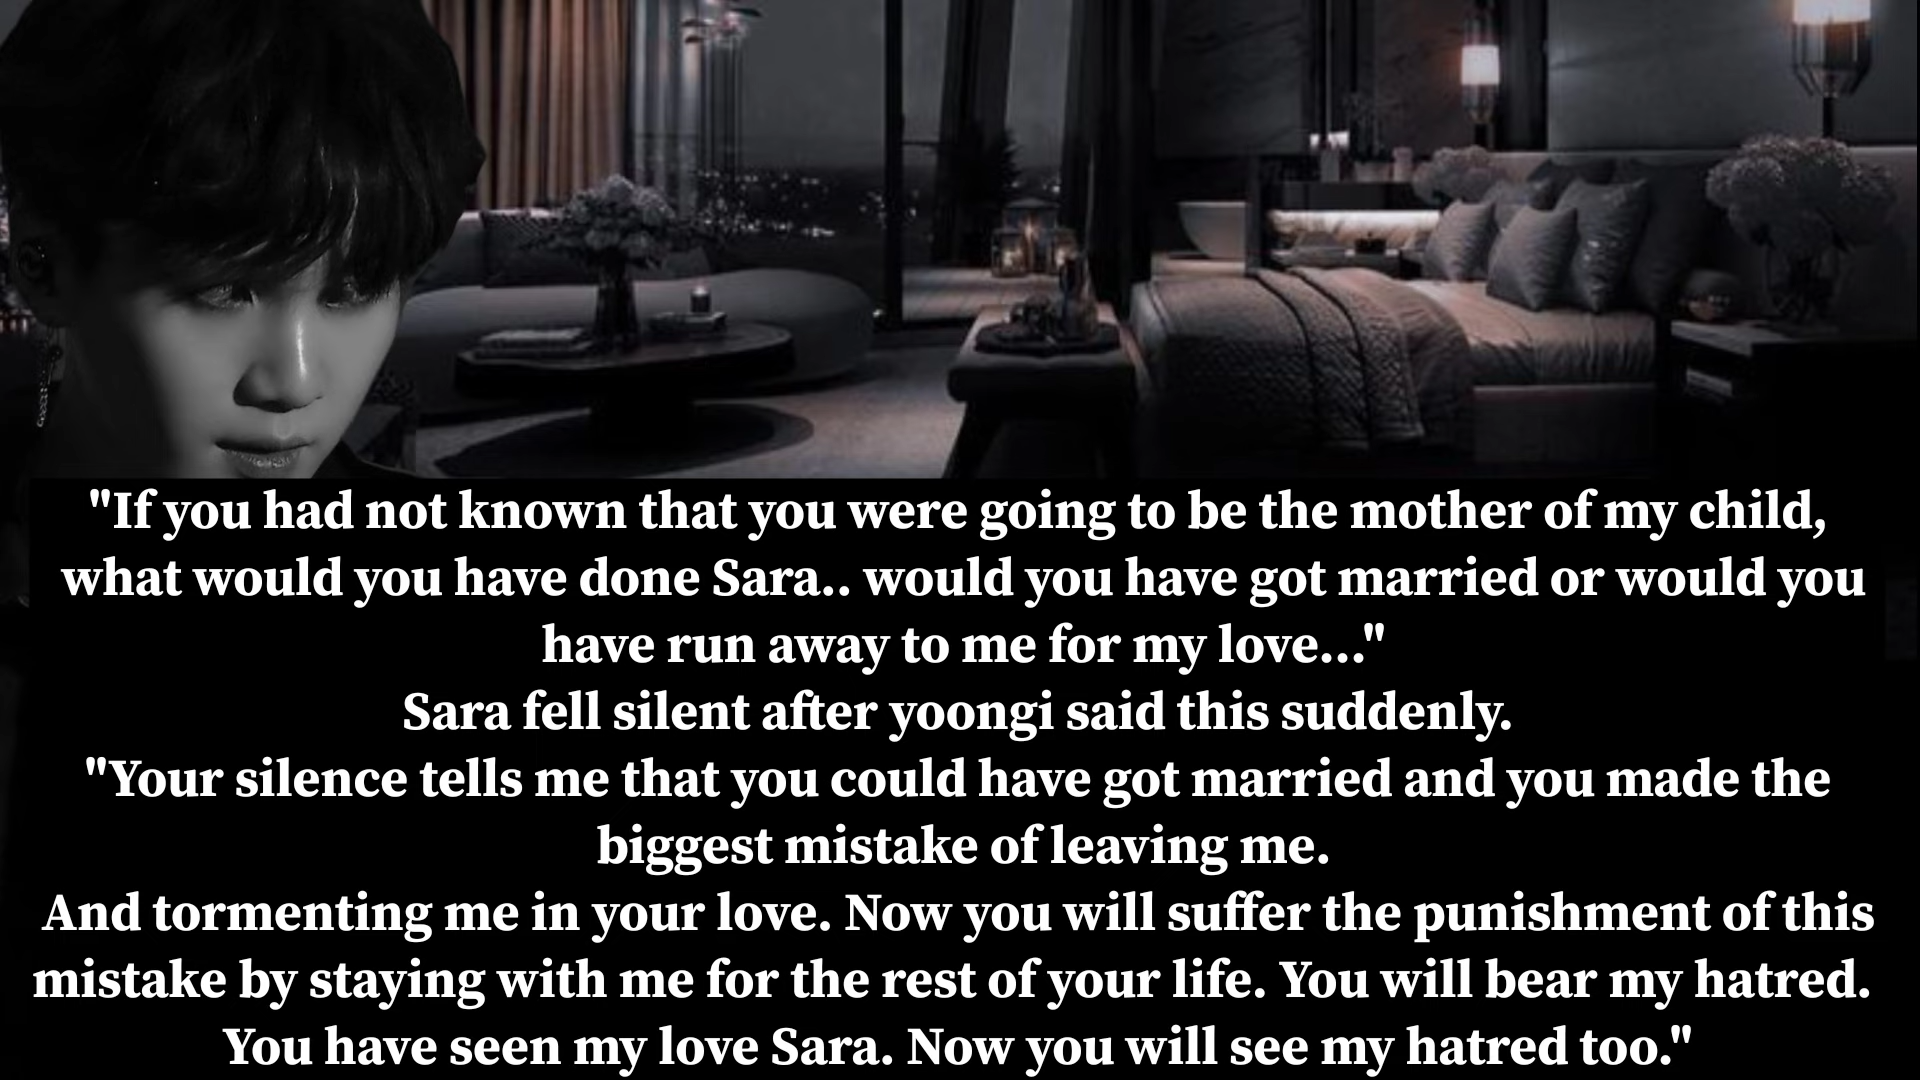 "If you had not known that you were going to be the mother of my child,
what would you have done Sara.. would you have got married or would you
have run away to me for my love..."
Sara fell silent after yoongi said this suddenly.
"Your silence tells me that you could have got married and you made the
biggest mistake of leaving me.
And tormenting me in your love. Now you will suffer the punishment of this
mistake by staying with me for the rest of your life. You will bear my hatred.
You have seen my love Sara. Now you will see my hatred too."